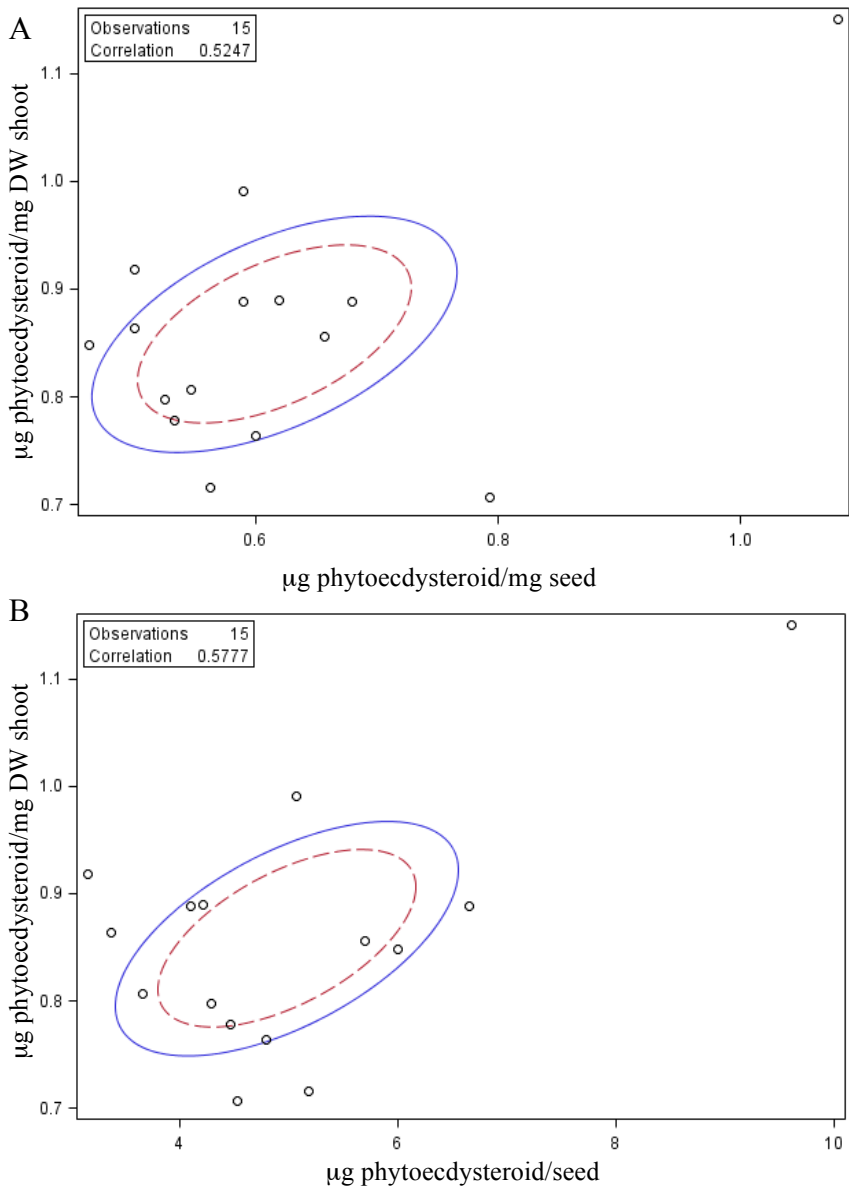 A
Observations 15
Correlation 0.5247
µg phytoecdysteroid/mg DW shoot
1.1
1.0
0.9
0.8
0.7
0.6 0.8 1.0
µg phytoecdysteroid/mg seed
B
Observations 15
Correlation 0.5777
µg phytoecdysteroid/mg DW shoot
1.1
1.0
0.9
0.8
0.7
4 6 8 10
µg phytoecdysteroid/seed